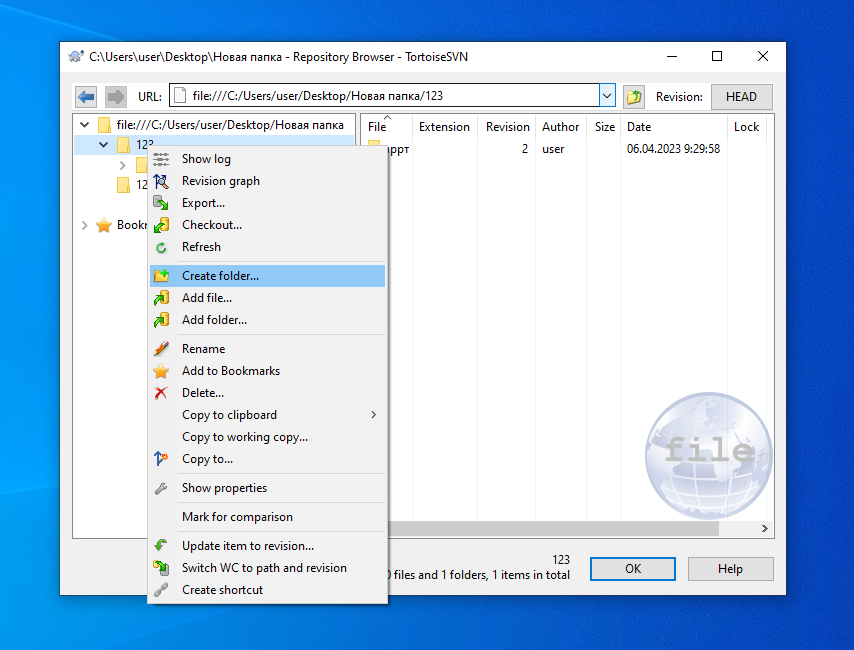 C:\Users\user\Desktop\Новая папка - Repository Browser - TortoiseSVN
URL: file:///C:/Users/user/Desktop/Новая папка/123 Revision: HEAD
file:///C:/Users/user/Desktop/Новая папка
123
12
Bookm
File Extension Revision Author Size Date Lock
аррт 2 user 06.04.2023 9:29:58
Show log
Revision graph
Export...
Checkout...
Refresh
Create folder...
Add file...
Add folder...
Rename
Add to Bookmarks
Delete...
Copy to clipboard
Copy to working copy...
Copy to...
Show properties
Mark for comparison
Update item to revision...
Switch WC to path and revision
Create shortcut
file
123
0 files and 1 folders, 1 items in total
OK Help